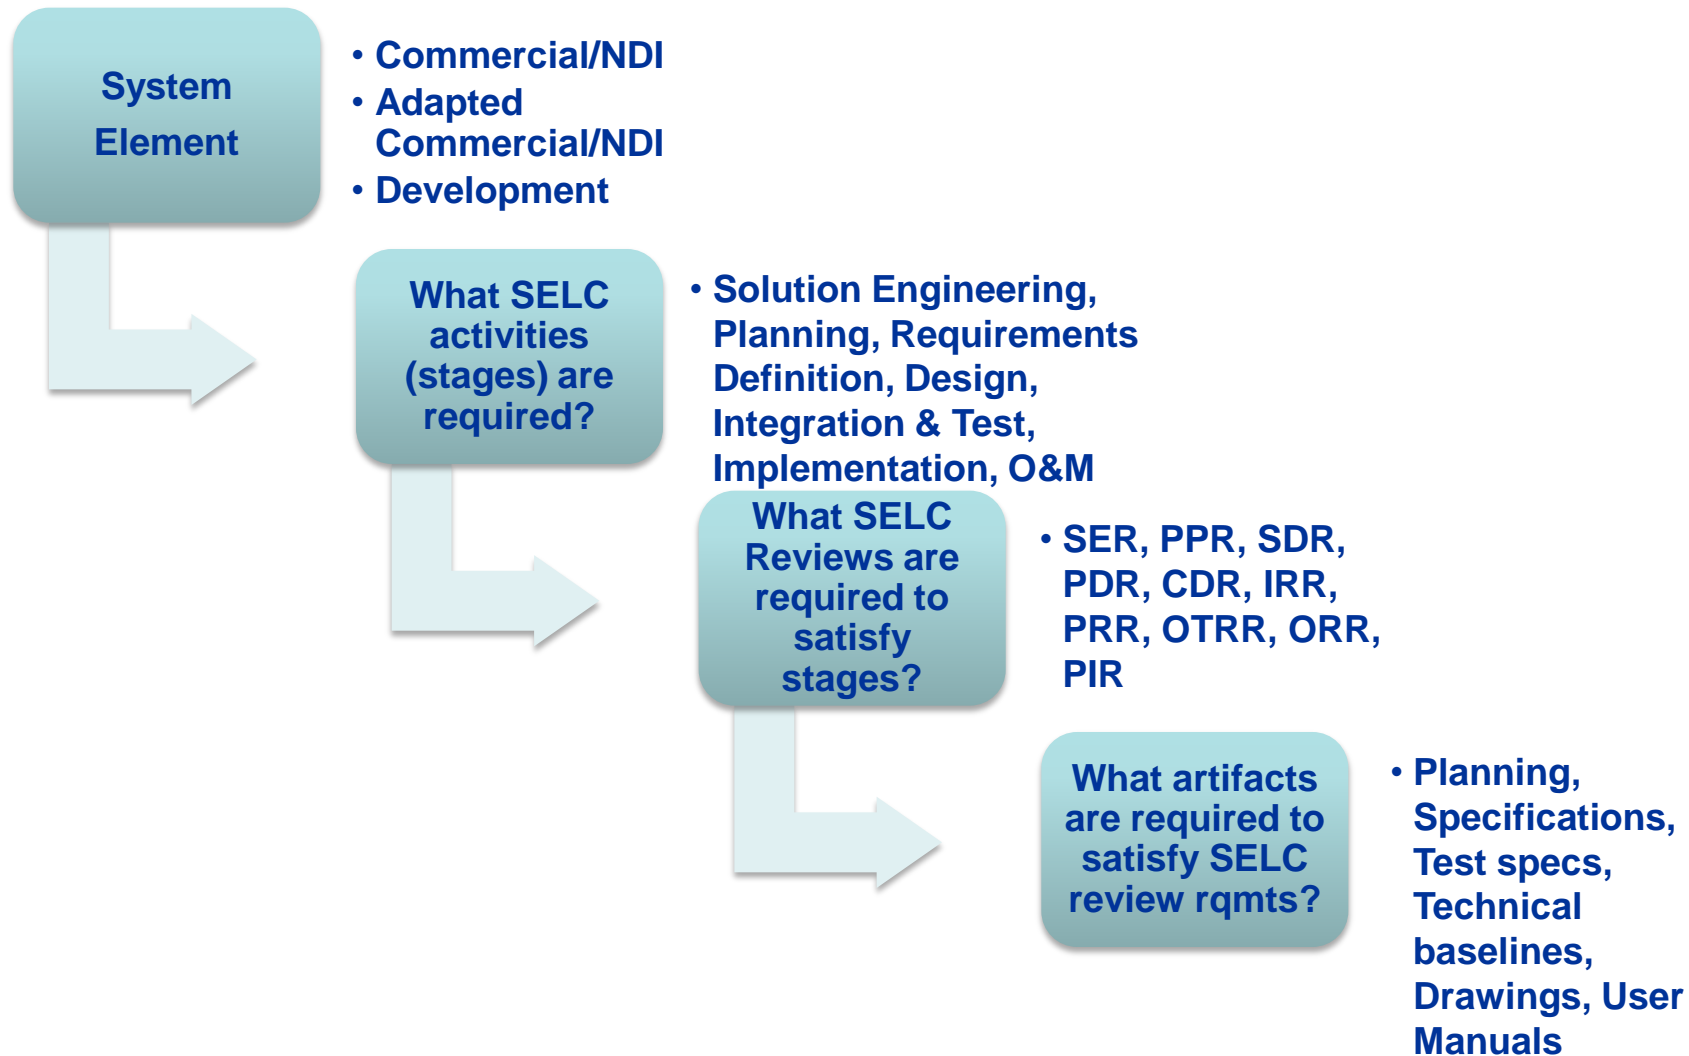 System
Element
• Commercial/NDI
• Adapted
Commercial/NDI
• Development
What SELC
activities
(stages) are
required?
• Solution Engineering,
Planning, Requirements
Definition, Design,
Integration & Test,
Implementation, O&M
What SELC
Reviews are
required to
satisfy
stages?
• SER, PPR, SDR,
PDR, CDR, IRR,
PRR, OTRR, ORR,
PIR
What artifacts
are required to
satisfy SELC
review rqmts?
• Planning,
Specifications,
Test specs,
Technical
baselines,
Drawings, User
Manuals